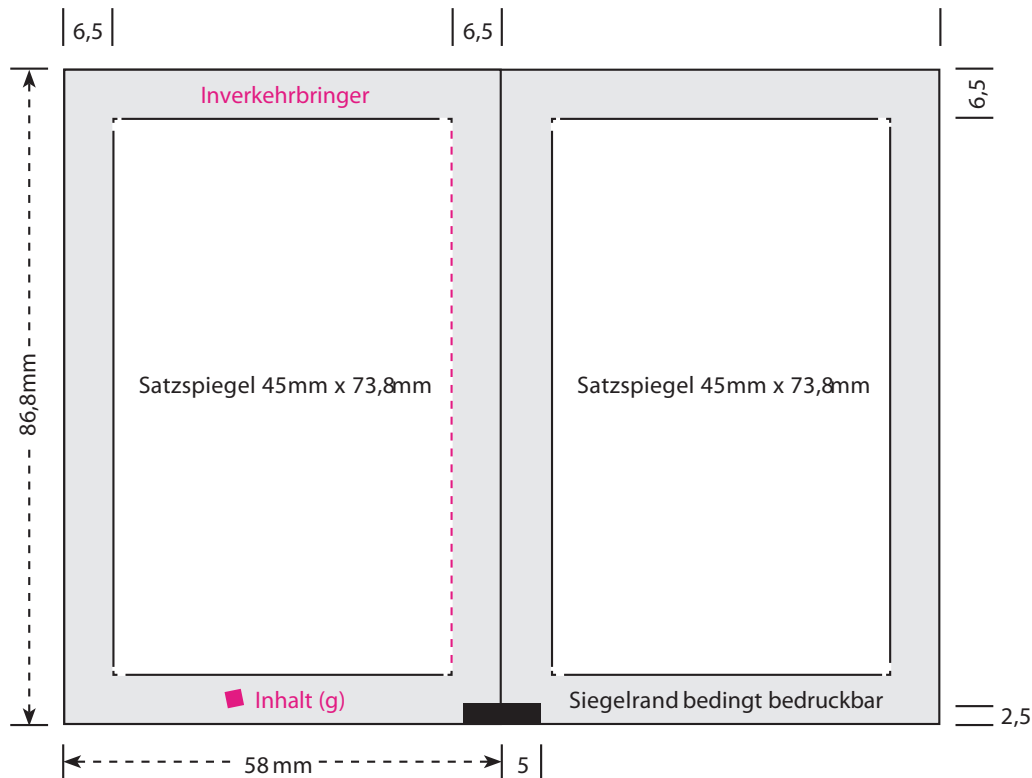 6,5
6,5
6,5
Inverkehrbringer
86,8mm
Satzspiegel 45mm x 73,8mm
Satzspiegel 45mm x 73,8mm
Inhalt (g)
Siegelrand bedingt bedruckbar
2,5
58 mm
5